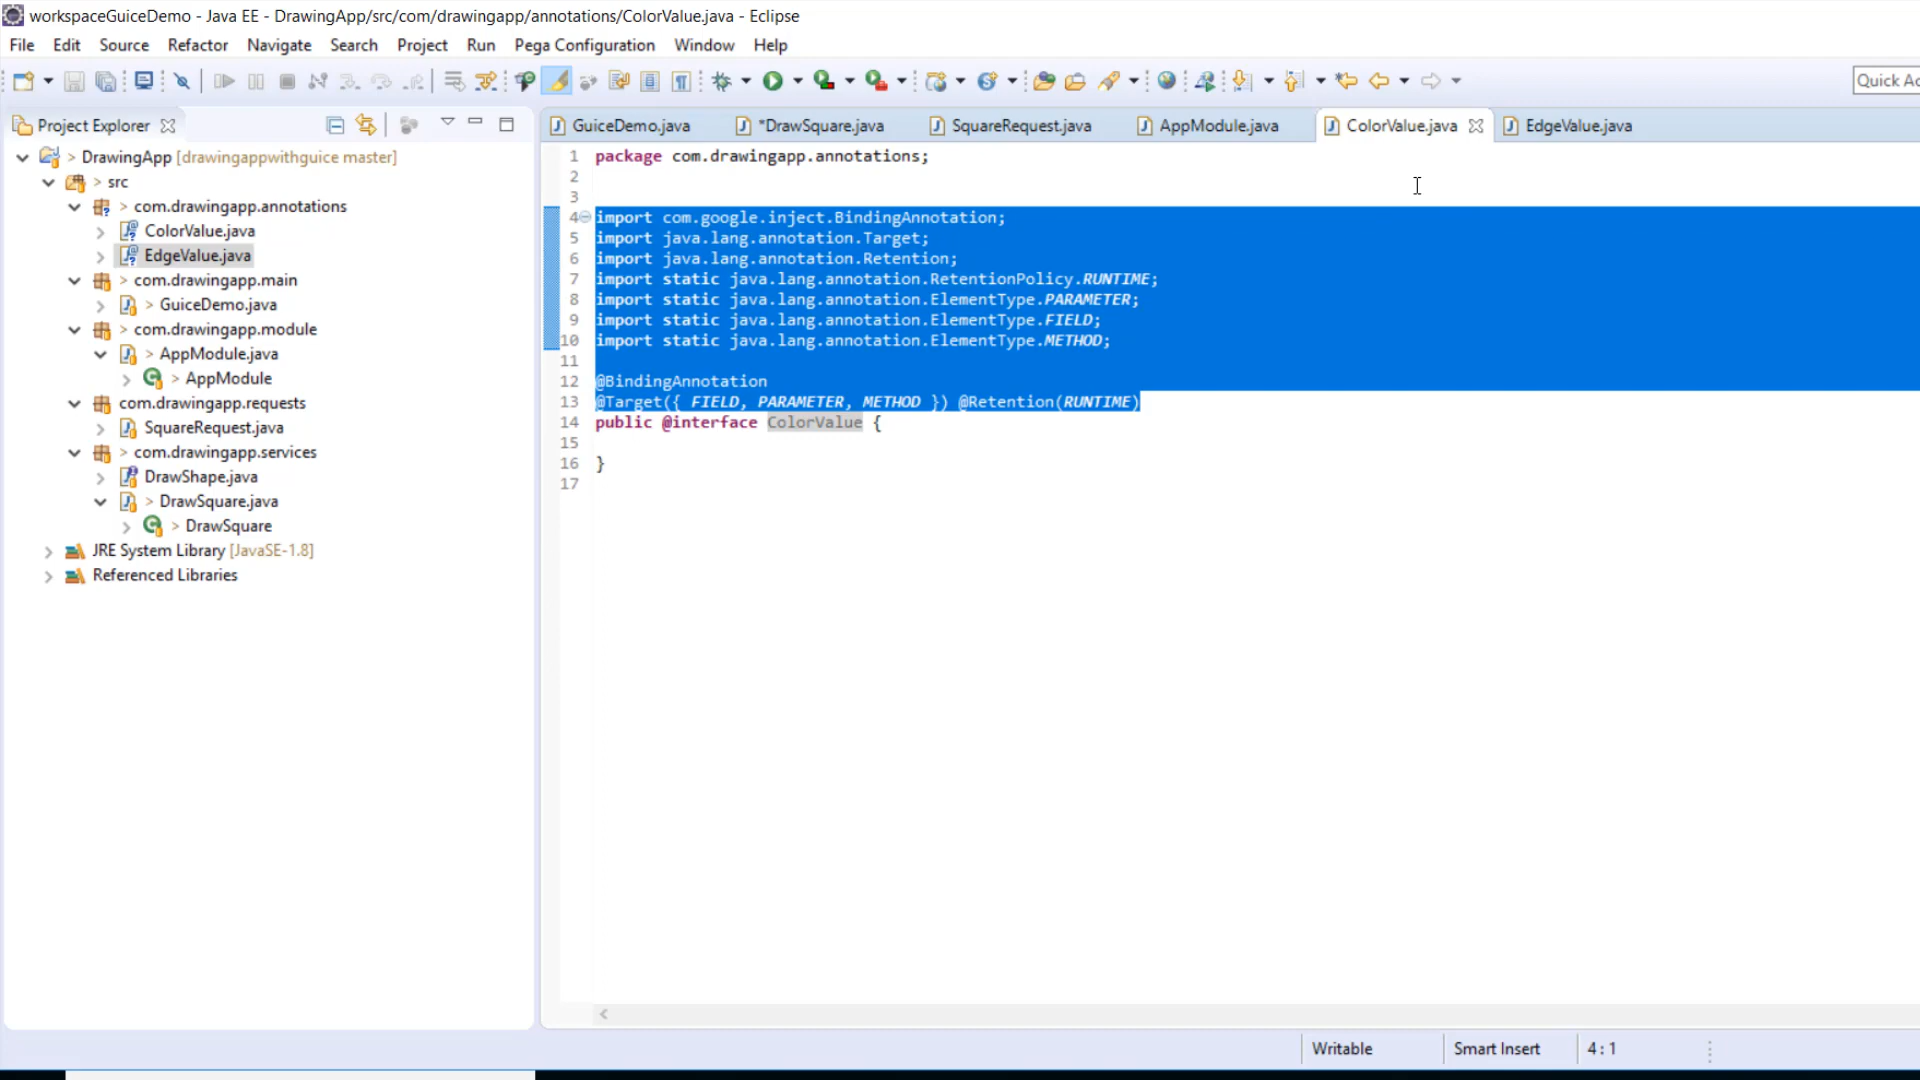 workspaceGuiceDemo - Java EE - DrawingApp/src/com/drawingapp/annotations/ColorValue.java - Eclipse
File Edit Source Refactor Navigate Search Project Run Pega Configuration Window Help
Quick Ac
Project Explorer
GuiceDemo.java *DrawSquare.java SquareRequest.java AppModule.java ColorValue.java EdgeValue.java
> DrawingApp [drawingappwithguice master]
> src
> com.drawingapp.annotations
ColorValue.java
EdgeValue.java
> com.drawingapp.main
> GuiceDemo.java
> com.drawingapp.module
> AppModule.java
> AppModule
com.drawingapp.requests
SquareRequest.java
> com.drawingapp.services
DrawShape.java
> DrawSquare.java
> DrawSquare
JRE System Library [JavaSE-1.8]
Referenced Libraries
1 package com.drawingapp.annotations;
2
3
4 import com.google.inject.BindingAnnotation;
5 import java.lang.annotation.Target;
6 import java.lang.annotation.Retention;
7 import static java.lang.annotation.RetentionPolicy.RUNTIME;
8 import static java.lang.annotation.ElementType.PARAMETER;
9 import static java.lang.annotation.ElementType.FIELD;
10 import static java.lang.annotation.ElementType.METHOD;
11
12 @BindingAnnotation
13 @Target({ FIELD, PARAMETER, METHOD }) @Retention(RUNTIME)
14 public @interface ColorValue {
15
16 }
17
Writable Smart Insert 4 : 1